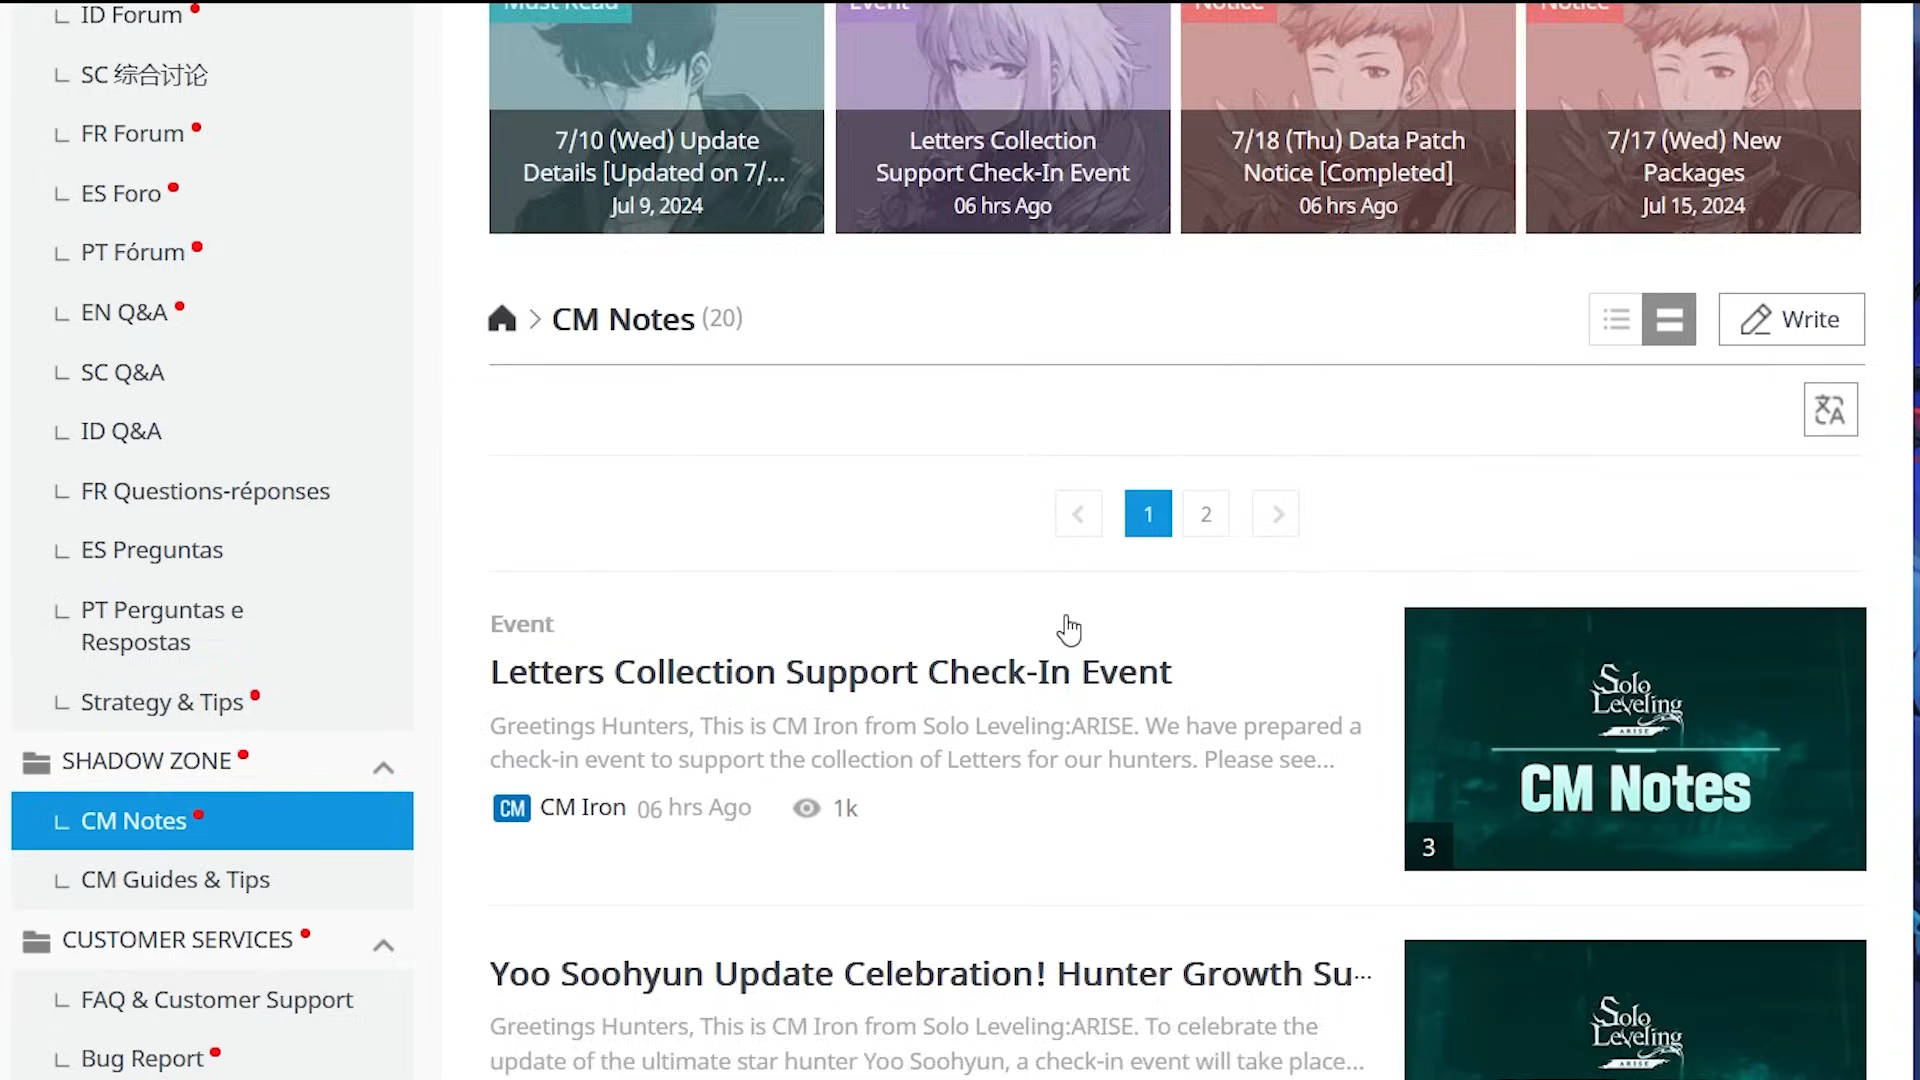 ID Forum
SC 综合讨论
FR Forum
ES Foro
PT Fórum
EN Q&A
SC Q&A
ID Q&A
FR Questions-réponses
ES Preguntas
PT Perguntas e
Respostas
Strategy & Tips
SHADOW ZONE
CM Notes
CM Guides & Tips
CUSTOMER SERVICES
FAQ & Customer Support
Bug Report
Must Read
7/10 (Wed) Update
Details [Updated on 7/...
Jul 9, 2024
Event
Letters Collection
Support Check-In Event
06 hrs Ago
Notice
7/18 (Thu) Data Patch
Notice [Completed]
06 hrs Ago
Notice
7/17 (Wed) New
Packages
Jul 15, 2024
CM Notes (20)
Write
1 2
Event
Letters Collection Support Check-In Event
Greetings Hunters, This is CM Iron from Solo Leveling:ARISE. We have prepared a
check-in event to support the collection of Letters for our hunters. Please see...
CM CM Iron 06 hrs Ago 1k
Solo
Leveling
ARISE
CM Notes
3
Yoo Soohyun Update Celebration! Hunter Growth Su...
Greetings Hunters, This is CM Iron from Solo Leveling:ARISE. To celebrate the
update of the ultimate star hunter Yoo Soohyun, a check-in event will take place...
Solo
Leveling
ARISE